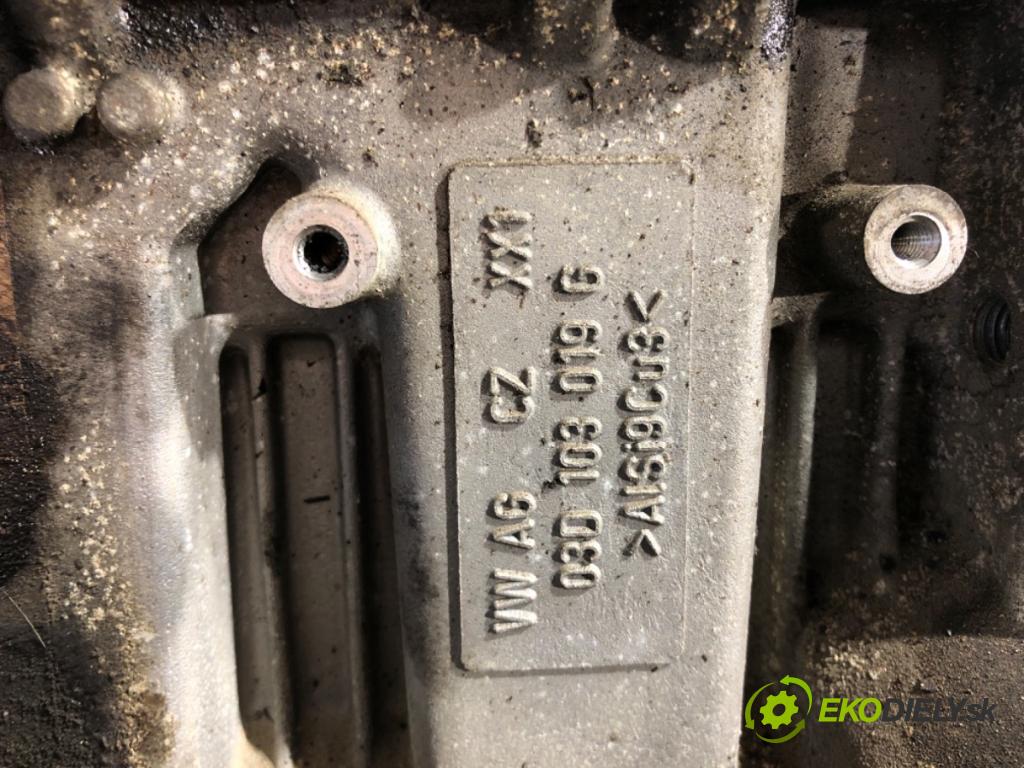 VW AG CZ XX1
03D 103 019 G
>AlSi9Cu3<
EKODIELY.sk